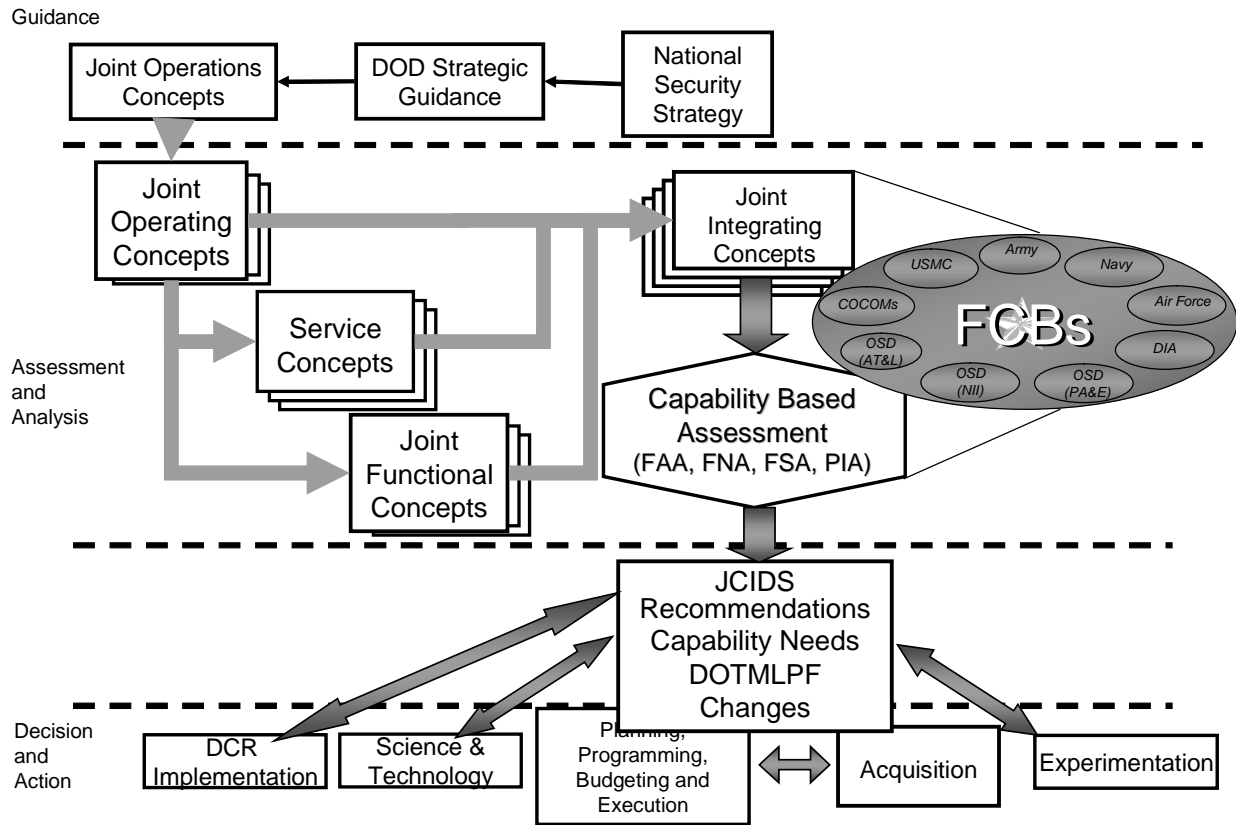 Guidance
Joint Operations
Concepts
DOD Strategic
Guidance
National
Security
Strategy
Joint
Operating
Concepts
Joint
Integrating
Concepts
Service
Concepts
Joint
Functional
Concepts
Assessment
and
Analysis
Army
USMC
Navy
COCOMs
Air Force
FCBs
OSD
(AT&L)
DIA
OSD
(NII)
OSD
(PA&E)
Capability Based
Assessment
(FAA, FNA, FSA, PIA)
JCIDS
Recommendations
Capability Needs
DOTMLPF
Changes
Decision
and
Action
DCR
Implementation
Science &
Technology
Planning,
Programming,
Budgeting and
Execution
Acquisition
Experimentation